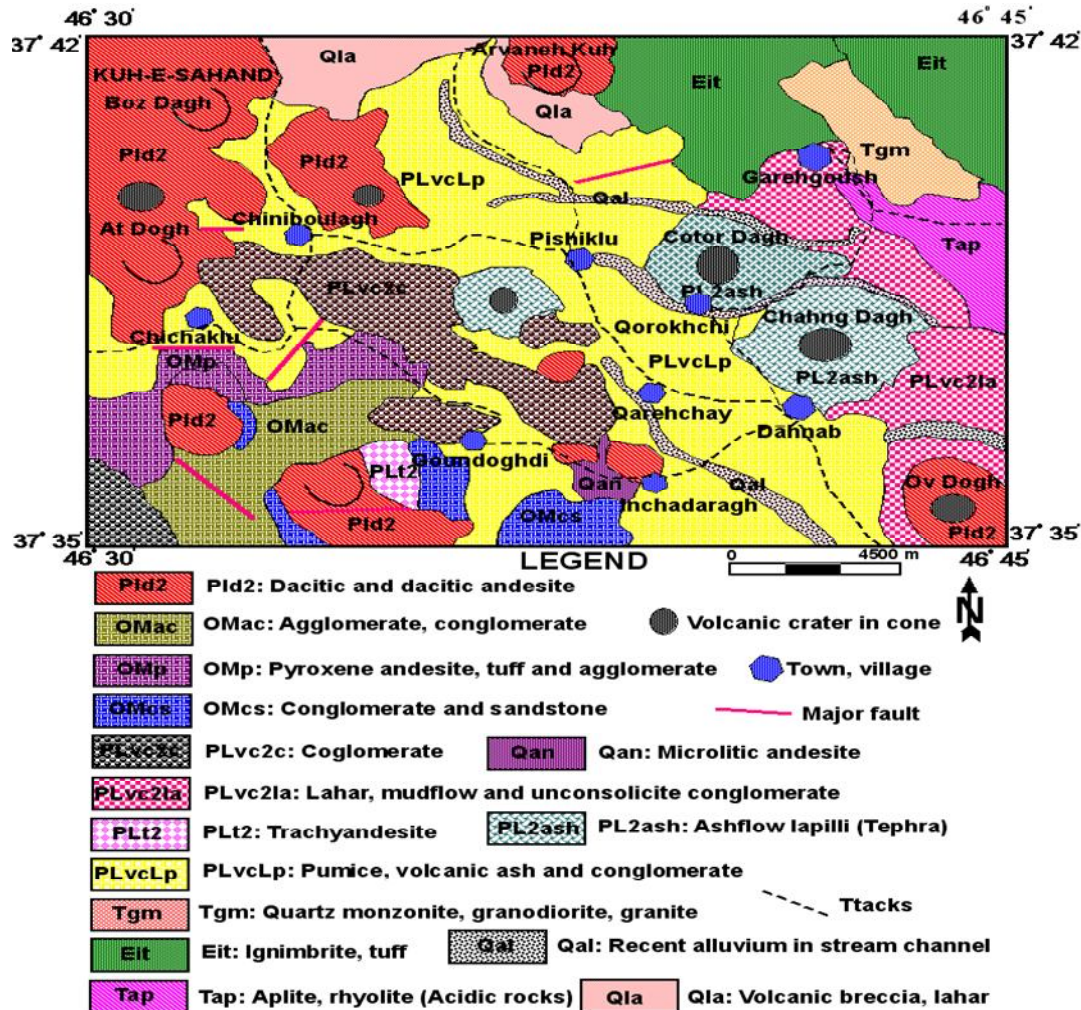 46° 30' 46° 45'
37° 42' 37° 42'
Qla Arvaneh Kuh
KUH-E-SAHAND Pld2 Eit Eit
Boz Dagh Qla
Pld2 Pld2 PLvcLp Tgm
Garehgoush
Qal
At Dogh Chiniboulagh Pishiklu Cotor Dagh Tap
PLvc2c PL2ash
Chichaklu Qorokhchi Chahng Dagh
OMp PLvcLp PL2ash PLvc2la
Pld2 OMac Qarehchay Dahnab
Qoundoghdi
PLt2 Qan Qal Ov Dogh
Inchadaragh
Pld2 OMcs Pld2
37° 35' 37° 35'
46° 30 46° 45
LEGEND
0 4500 m
N
Pld2 Pld2: Dacitic and dacitic andesite
OMac OMac: Agglomerate, conglomerate Volcanic crater in cone
OMp OMp: Pyroxene andesite, tuff and agglomerate Town, village
OMcs OMcs: Conglomerate and sandstone Major fault
PLvc2c PLvc2c: Coglomerate Qan Qan: Microlitic andesite
PLvc2la PLvc2la: Lahar, mudflow and unconsolicite conglomerate
PLt2 PLt2: Trachyandesite PL2ash PL2ash: Ashflow lapilli (Tephra)
PLvcLp PLvcLp: Pumice, volcanic ash and conglomerate
Ttacks
Tgm Tgm: Quartz monzonite, granodiorite, granite
Eit Eit: Ignimbrite, tuff Qal Qal: Recent alluvium in stream channel
Tap Tap: Aplite, rhyolite (Acidic rocks) Qla Qla: Volcanic breccia, lahar